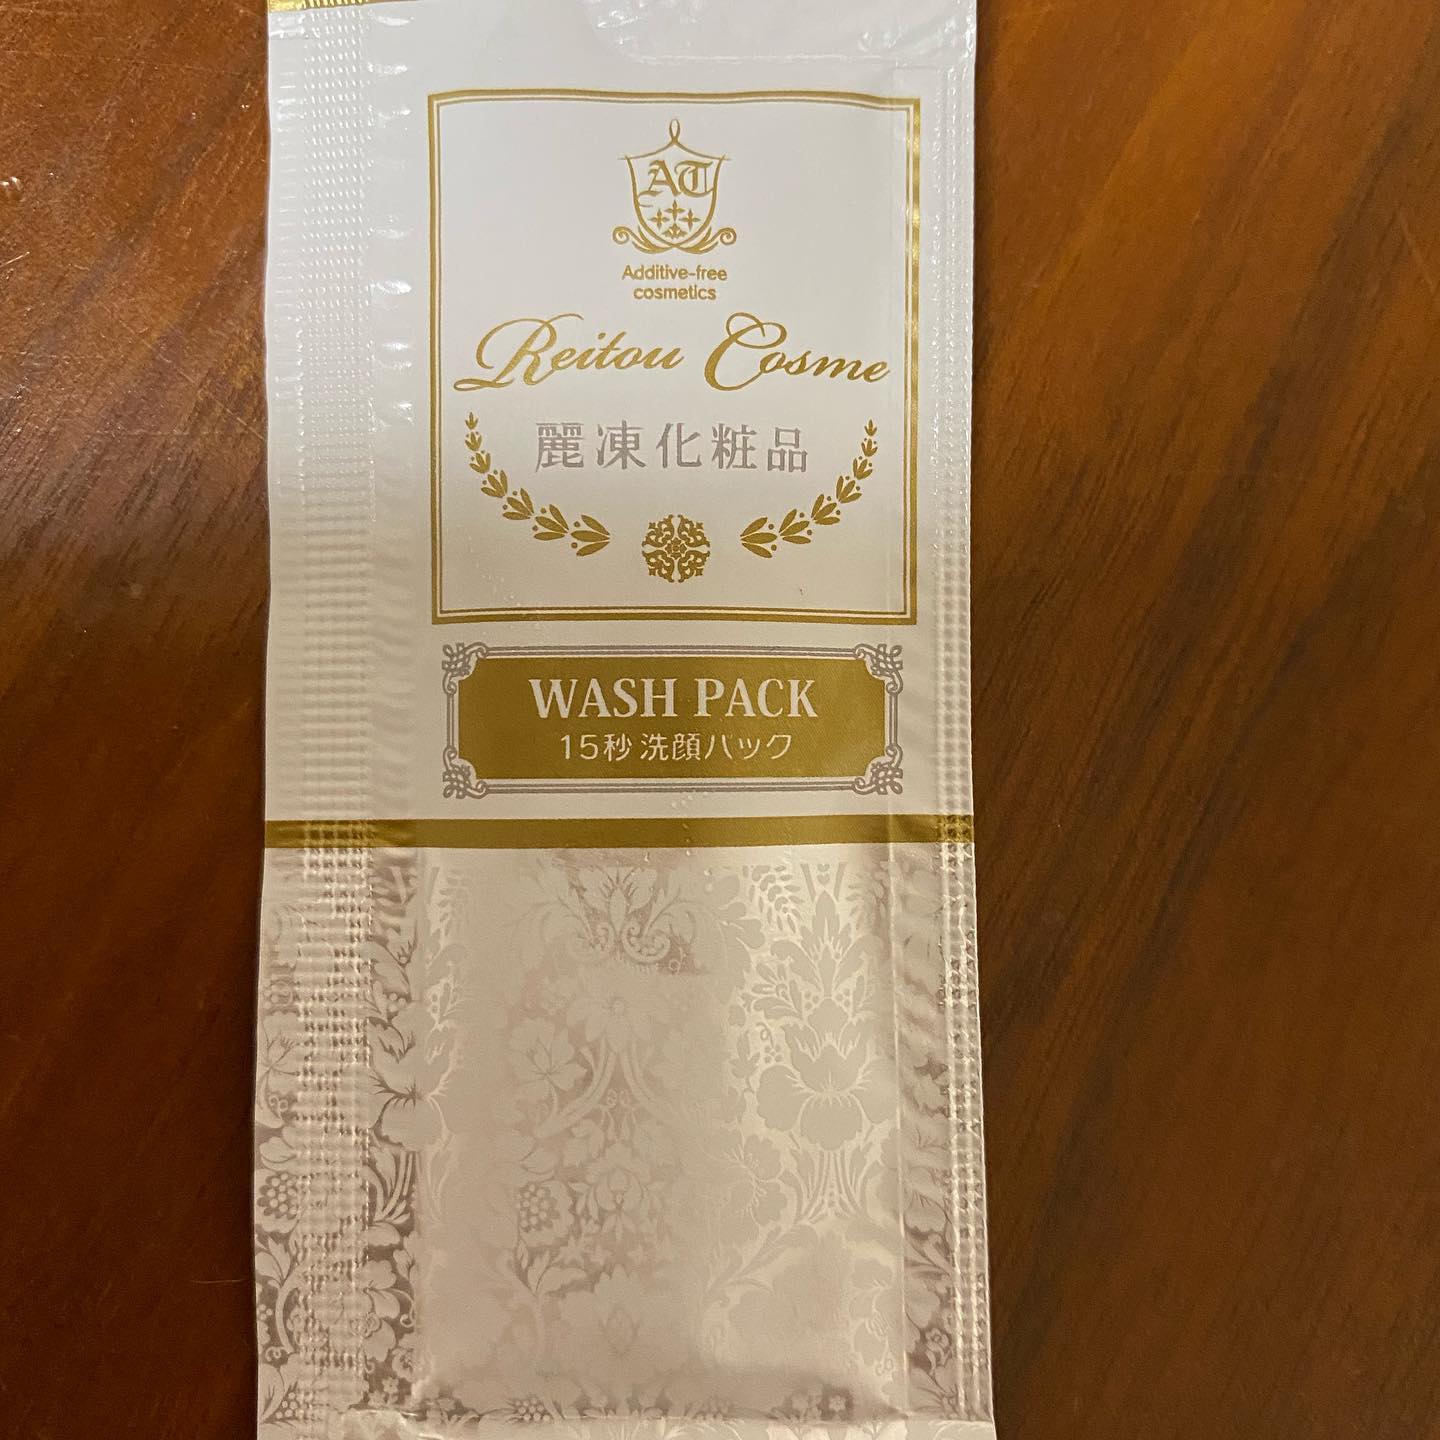 AT
Additive-free
cosmetics
Reitou Cosme
麗凍化粧品
WASH PACK
15秒 洗顔パック